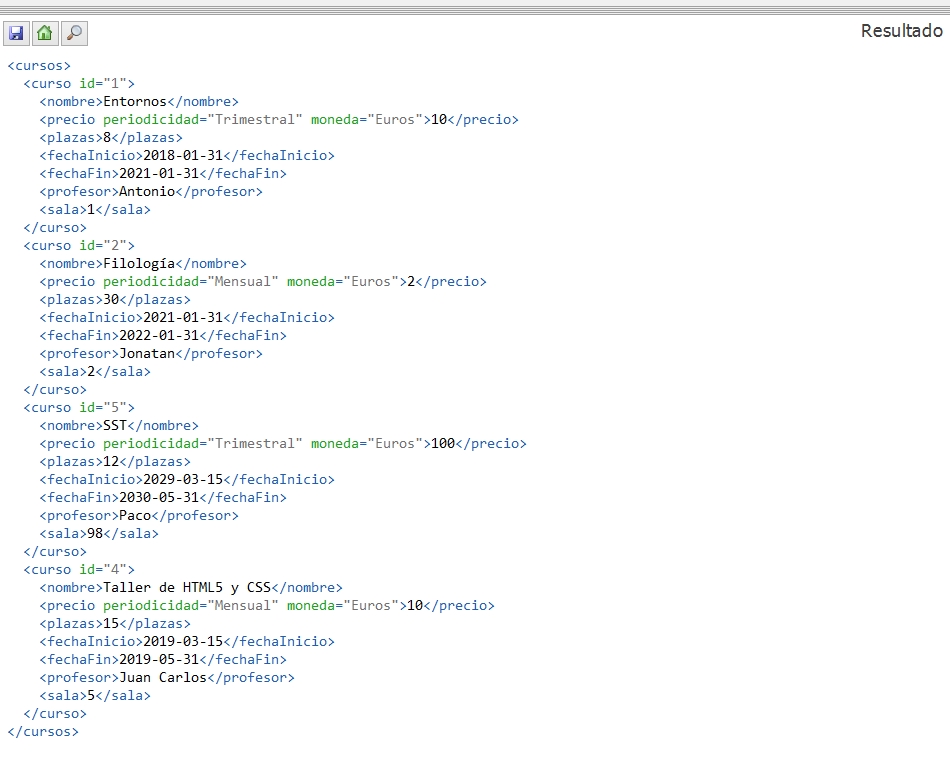 Resultado
<cursos>
<curso id="1">
<nombre>Entornos</nombre>
<precio periodicidad="Trimestral" moneda="Euros">10</precio>
<plazas>8</plazas>
<fechaInicio>2018-01-31</fechaInicio>
<fechaFin>2021-01-31</fechaFin>
<profesor>Antonio</profesor>
<sala>1</sala>
</curso>
<curso id="2">
<nombre>Filología</nombre>
<precio periodicidad="Mensual" moneda="Euros">2</precio>
<plazas>30</plazas>
<fechaInicio>2021-01-31</fechaInicio>
<fechaFin>2022-01-31</fechaFin>
<profesor>Jonatan</profesor>
<sala>2</sala>
</curso>
<curso id="5">
<nombre>SST</nombre>
<precio periodicidad="Trimestral" moneda="Euros">100</precio>
<plazas>12</plazas>
<fechaInicio>2029-03-15</fechaInicio>
<fechaFin>2030-05-31</fechaFin>
<profesor>Paco</profesor>
<sala>98</sala>
</curso>
<curso id="4">
<nombre>Taller de HTML5 y CSS</nombre>
<precio periodicidad="Mensual" moneda="Euros">10</precio>
<plazas>15</plazas>
<fechaInicio>2019-03-15</fechaInicio>
<fechaFin>2019-05-31</fechaFin>
<profesor>Juan Carlos</profesor>
<sala>5</sala>
</curso>
</cursos>